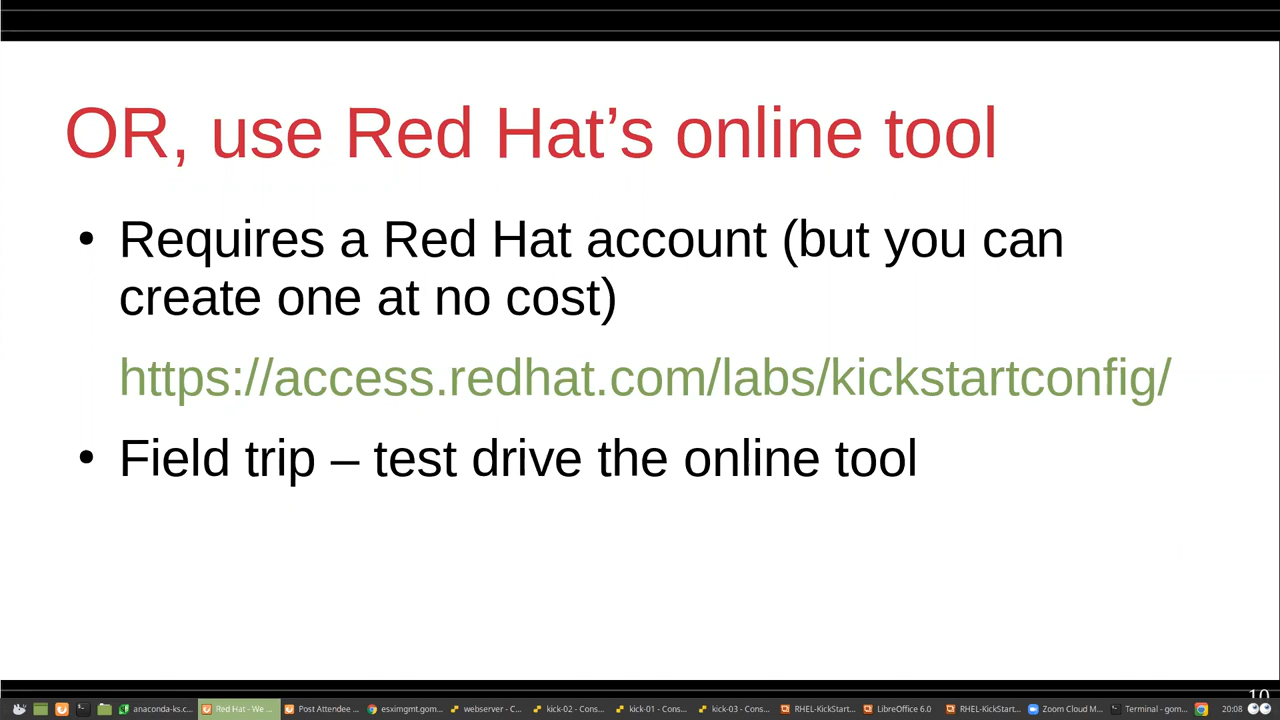 OR, use Red Hat’s online tool
• Requires a Red Hat account (but you can
create one at no cost)
https://access.redhat.com/labs/kickstartconfig/
• Field trip – test drive the online tool
10
anaconda-ks.c... Red Hat - We ... Post Attendee ... esximgmt.gom... webserver - C... kick-02 - Cons... kick-01 - Cons... kick-03 - Cons... RHEL-KickStart... LibreOffice 6.0 RHEL-KickStart... Zoom Cloud M... Terminal - gom... 20:08